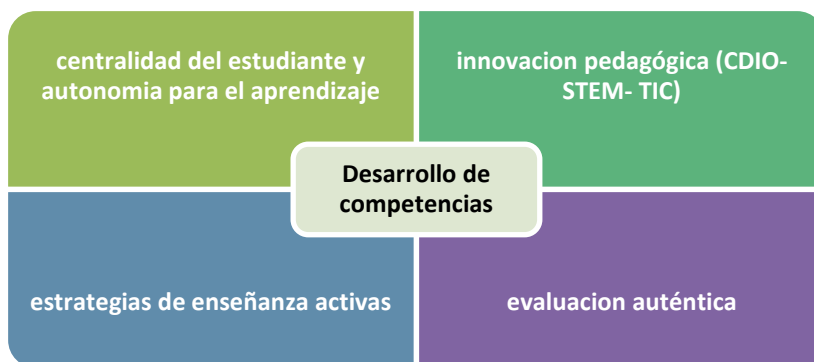 centralidad del estudiante y
autonomia para el aprendizaje
innovacion pedagógica (CDIO-
STEM- TIC)
Desarrollo de
competencias
estrategias de enseñanza activas
evaluacion auténtica